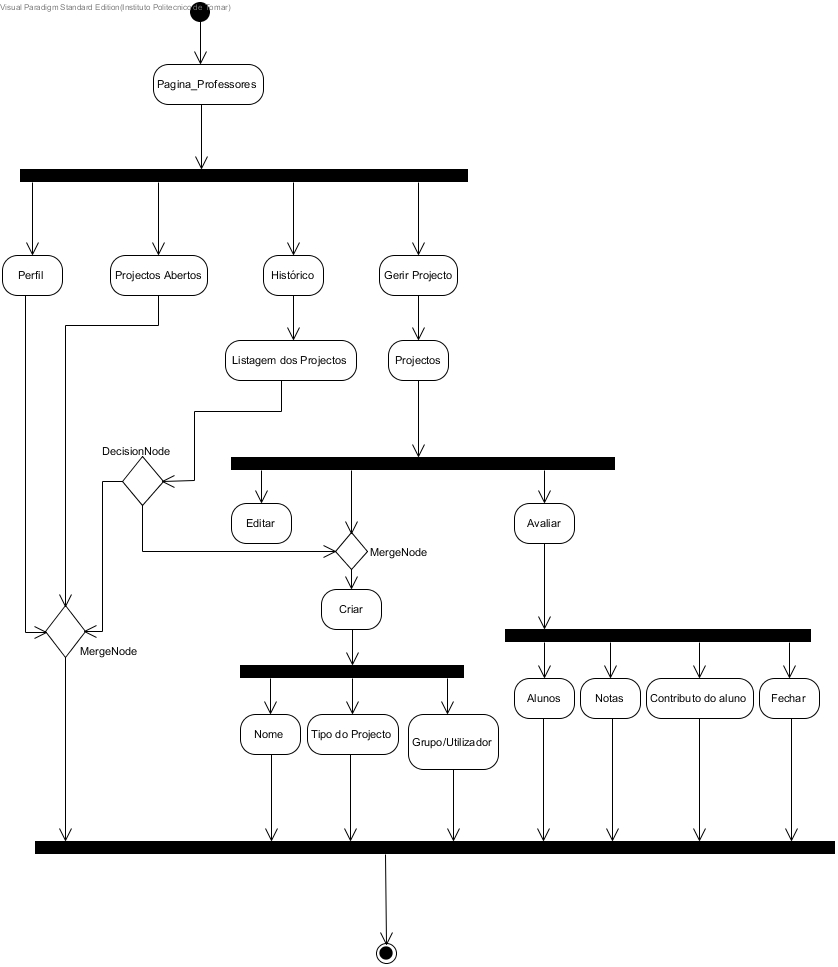 Visual Paradigm Standard Edition(Instituto Politecnico de Tomar)
Pagina_Professores
Perfil
Projectos Abertos
Histórico
Gerir Projecto
Listagem dos Projectos
Projectos
DecisionNode
Editar
Avaliar
MergeNode
Criar
MergeNode
Alunos
Notas
Contributo do aluno
Fechar
Nome
Tipo do Projecto
Grupo/Utilizador